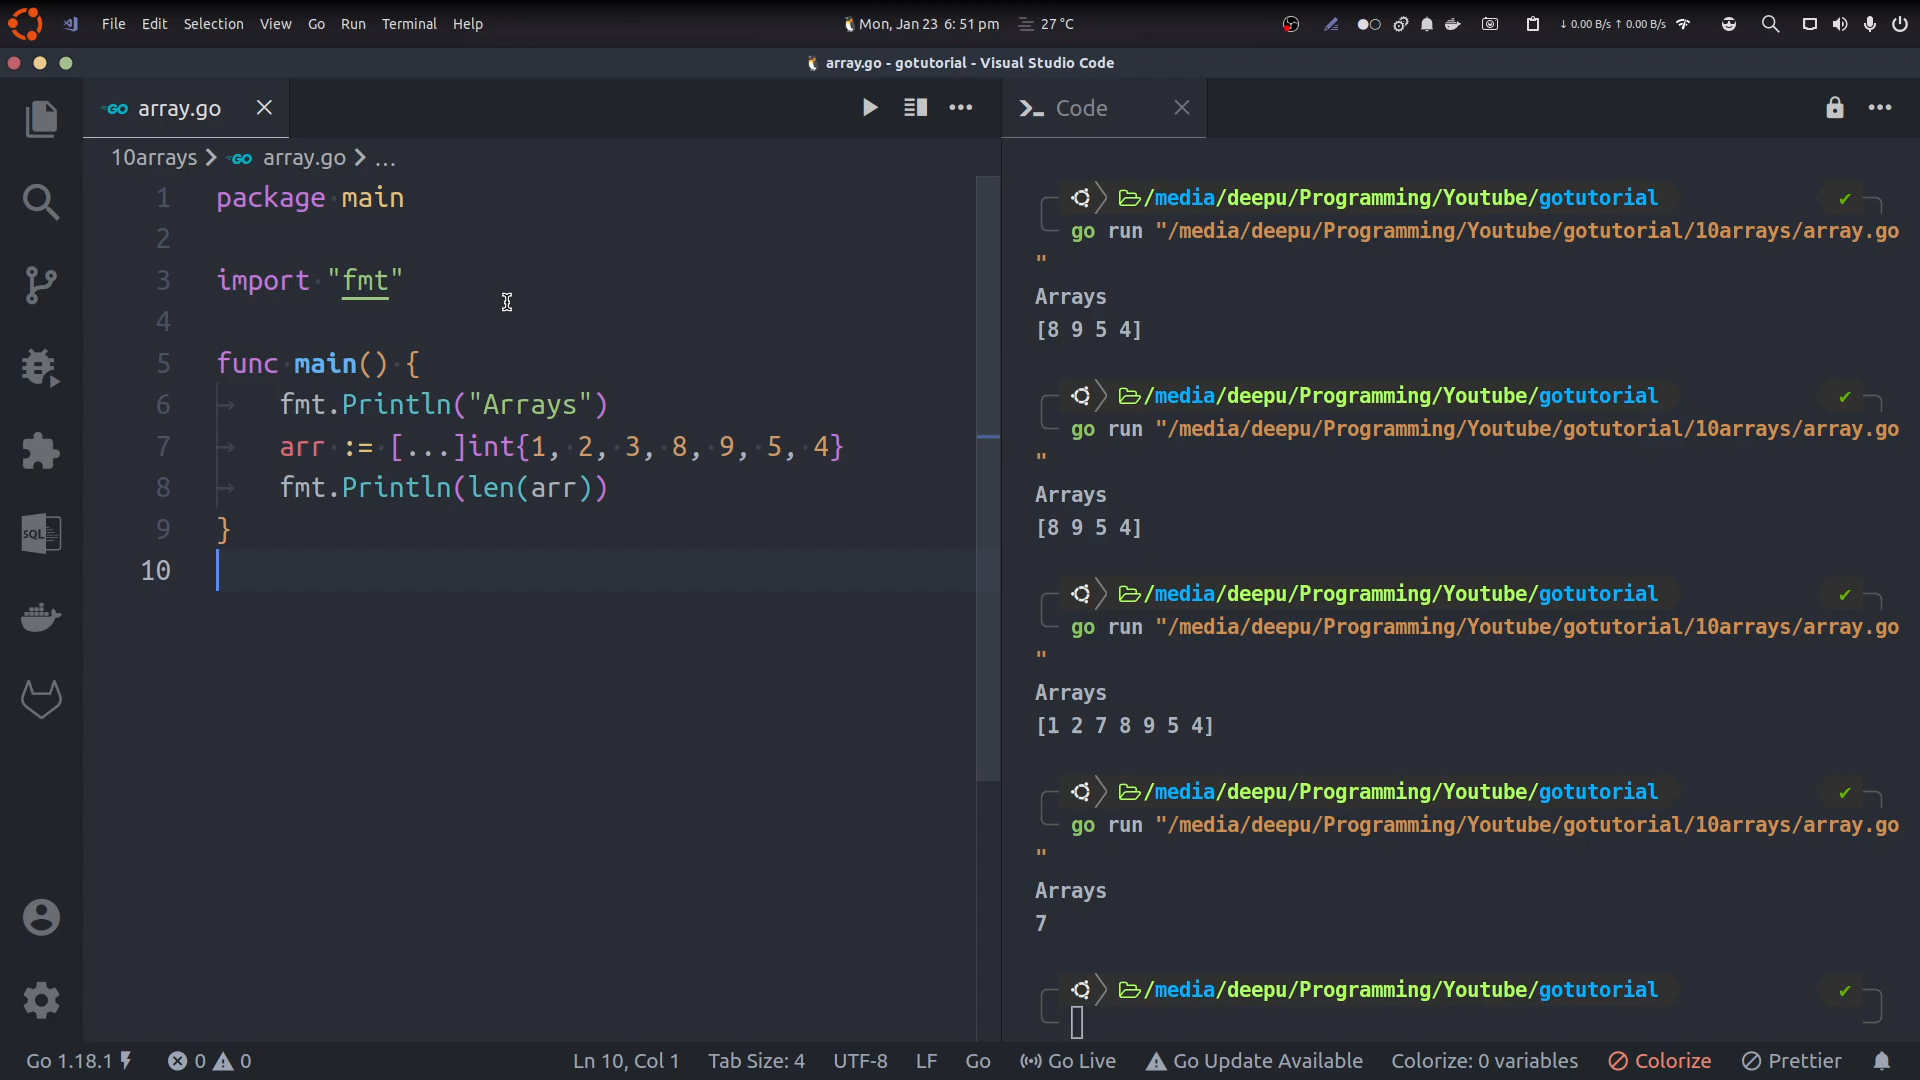 File Edit Selection View Go Run Terminal Help
Mon, Jan 23 6: 51 pm 27 °C
↓ 0.00 B/s ↑ 0.00 B/s
array.go - gotutorial - Visual Studio Code
GO array.go
Code
10arrays > GO array.go > ...
1 package main
2
3 import "fmt"
4
5 func main() {
6 fmt.Println("Arrays")
7 arr := [...]int{1, 2, 3, 8, 9, 5, 4}
8 fmt.Println(len(arr))
9 }
10
SQL
/media/deepu/Programming/Youtube/gotutorial ✔
go run "/media/deepu/Programming/Youtube/gotutorial/10arrays/array.go
"
Arrays
[8 9 5 4]
/media/deepu/Programming/Youtube/gotutorial ✔
go run "/media/deepu/Programming/Youtube/gotutorial/10arrays/array.go
"
Arrays
[8 9 5 4]
/media/deepu/Programming/Youtube/gotutorial ✔
go run "/media/deepu/Programming/Youtube/gotutorial/10arrays/array.go
"
Arrays
[1 2 7 8 9 5 4]
/media/deepu/Programming/Youtube/gotutorial ✔
go run "/media/deepu/Programming/Youtube/gotutorial/10arrays/array.go
"
Arrays
7
/media/deepu/Programming/Youtube/gotutorial ✔
Go 1.18.1 0 0 Ln 10, Col 1 Tab Size: 4 UTF-8 LF Go Go Live Go Update Available Colorize: 0 variables Colorize Prettier